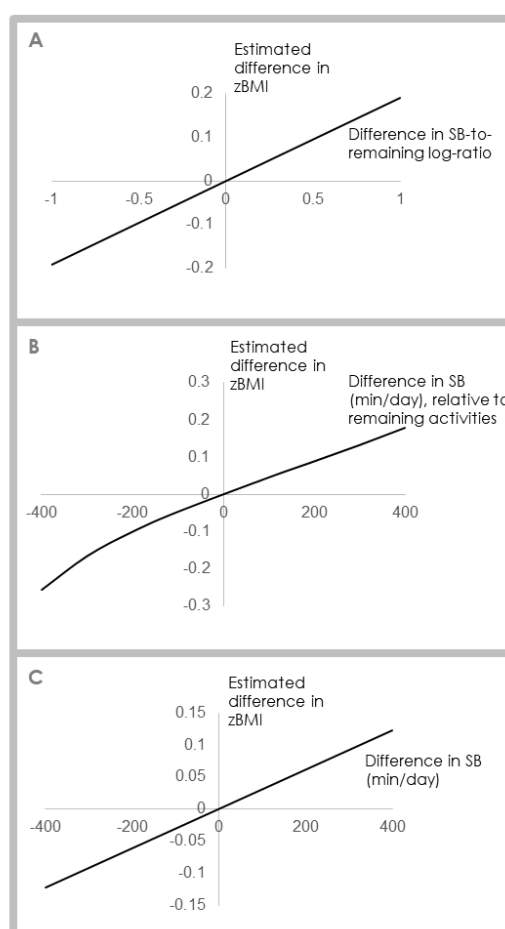 A
Estimated
difference in
zBMI
0.2
0.1
Difference in SB-to-
remaining log-ratio
0
-1
-0.5
0
0.5
1
-0.1
-0.2
B
Estimated
difference in
zBMI
0.3
Difference in SB
(min/day), relative to
remaining activities
0.2
0.1
0
-400
-200
0
200
400
-0.1
-0.2
-0.3
C
Estimated
difference in
zBMI
0.15
0.1
Difference in SB
(min/day)
0.05
0
-400
-200
0
200
400
-0.05
-0.1
-0.15